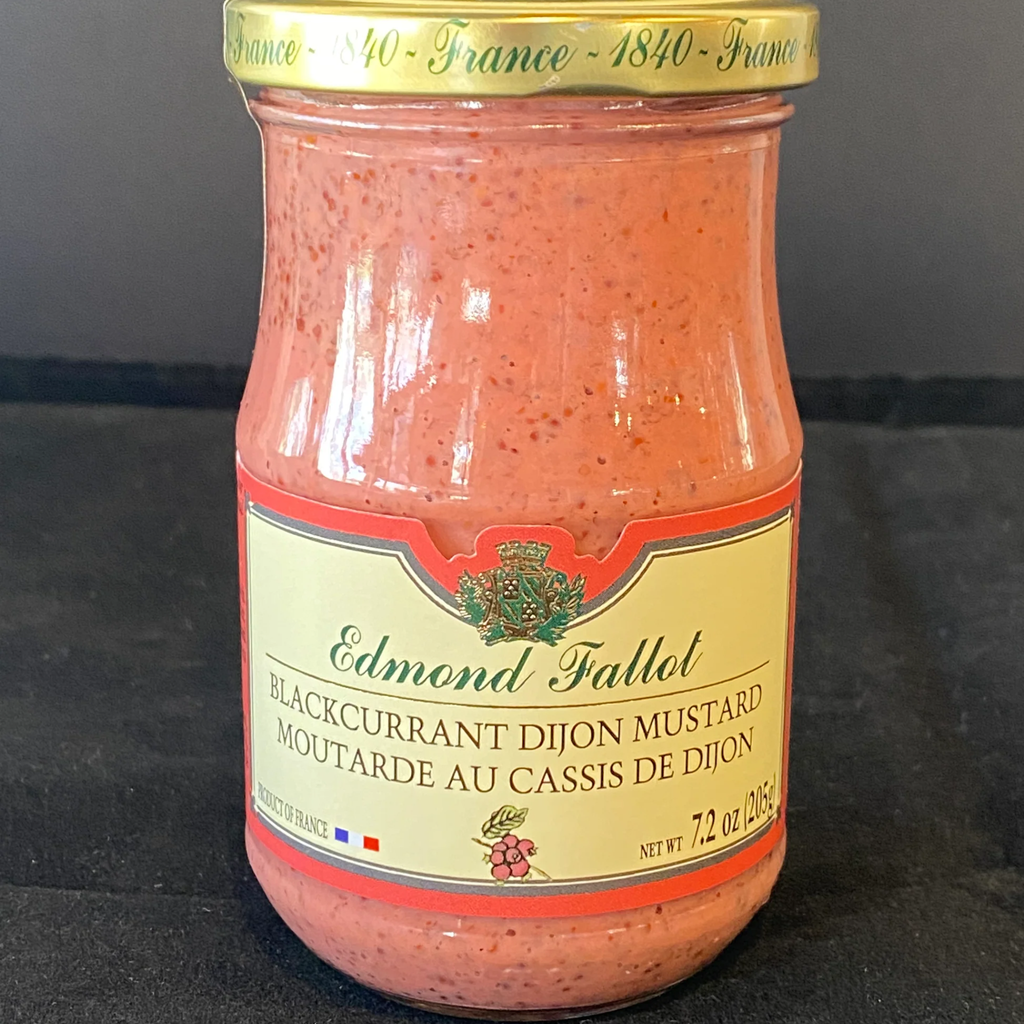 France ~ 1840 ~ France ~ 1840 ~ France
Edmond Fallot
BLACKCURRANT DIJON MUSTARD
MOUTARDE AU CASSIS DE DIJON
PRODUCT OF FRANCE
NET WT 7.2 oz (205g)